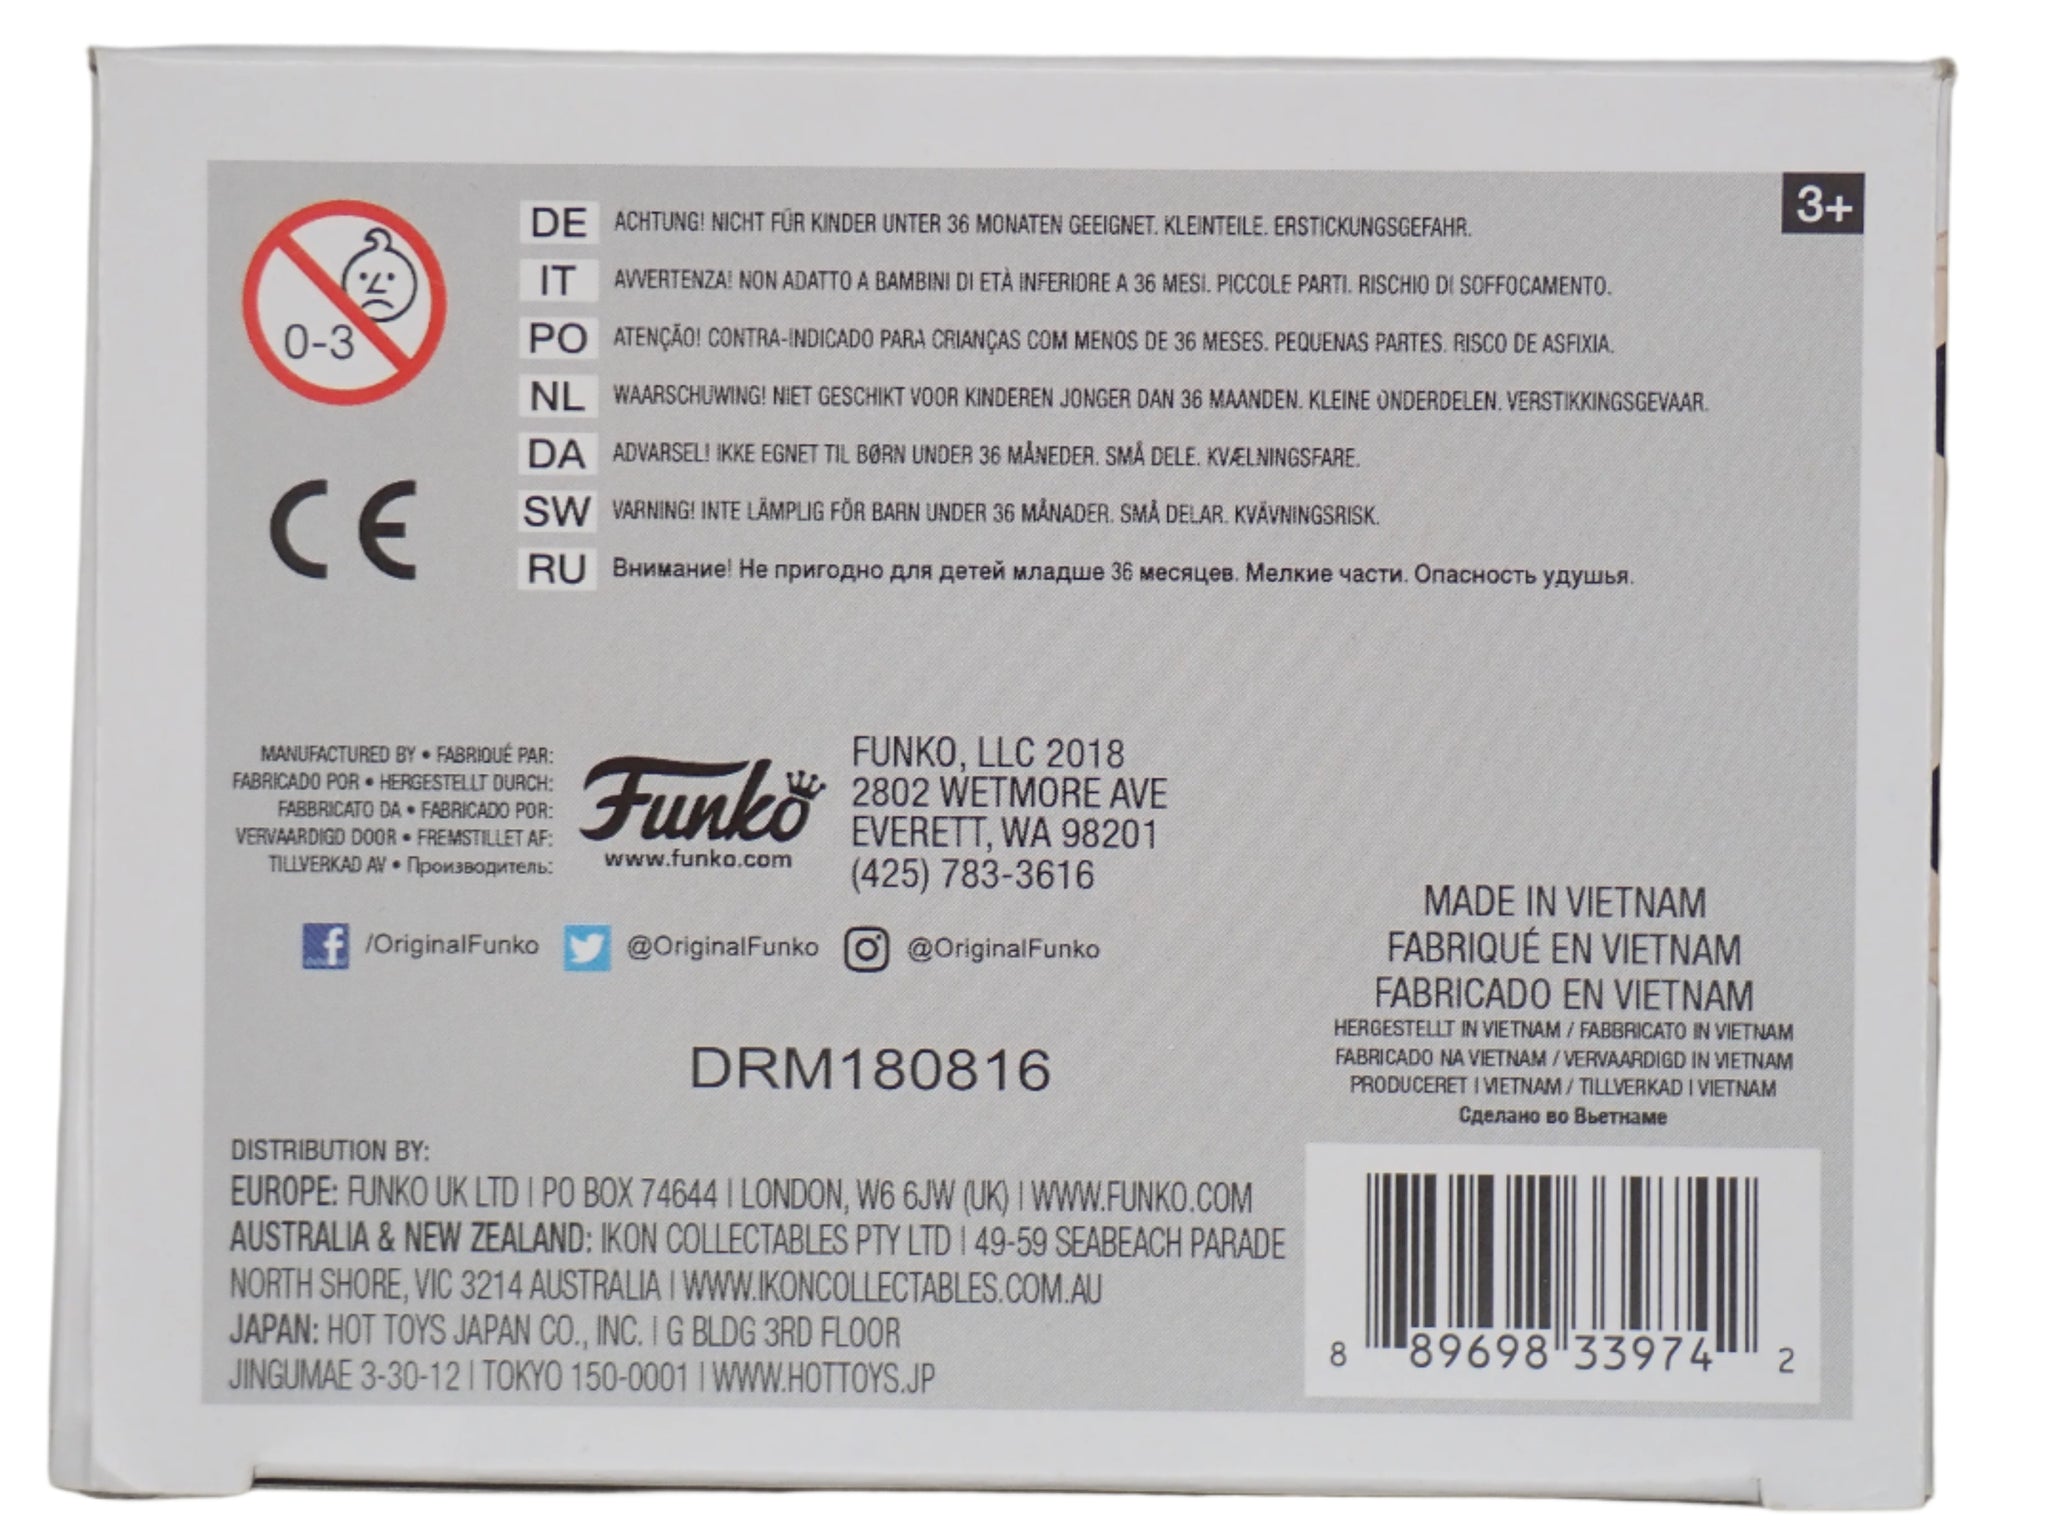 3+
0-3
DE ACHTUNG! NICHT FÜR KINDER UNTER 36 MONATEN GEEIGNET. KLEINTEILE. ERSTICKUNGSGEFAHR.
IT AVVERTENZA! NON ADATTO A BAMBINI DI ETÀ INFERIORE A 36 MESI. PICCOLE PARTI. RISCHIO DI SOFFOCAMENTO.
PO ATENÇÃO! CONTRA-INDICADO PARA CRIANÇAS COM MENOS DE 36 MESES. PEQUENAS PARTES. RISCO DE ASFIXIA.
NL WAARSCHUWING! NIET GESCHIKT VOOR KINDEREN JONGER DAN 36 MAANDEN. KLEINE ONDERDELEN. VERSTIKKINGSGEVAAR.
DA ADVARSEL! IKKE EGNET TIL BØRN UNDER 36 MÅNEDER. SMÅ DELE. KVÆLNINGSFARE.
SW VARNING! INTE LÄMPLIG FÖR BARN UNDER 36 MÅNADER. SMÅ DELAR. KVÄVNINGSRISK.
RU Внимание! Не пригодно для детей младше 36 месяцев. Мелкие части. Опасность удушья.
CE
MANUFACTURED BY • FABRIQUÉ PAR:
FABRICADO POR • HERGESTELLT DURCH:
FABBRICATO DA • FABRICADO POR:
VERVAARDIGD DOOR • FREMSTILLET AF:
TILLVERKAD AV • Производитель:
Funko
www.funko.com
FUNKO, LLC 2018
2802 WETMORE AVE
EVERETT, WA 98201
(425) 783-3616
f /OriginalFunko @OriginalFunko @OriginalFunko
MADE IN VIETNAM
FABRIQUÉ EN VIETNAM
FABRICADO EN VIETNAM
HERGESTELLT IN VIETNAM / FABBRICATO IN VIETNAM
FABRICADO NA VIETNAM / VERVAARDIGD IN VIETNAM
PRODUCERET I VIETNAM / TILLVERKAD I VIETNAM
Сделано во Вьетнаме
DRM180816
DISTRIBUTION BY:
EUROPE: FUNKO UK LTD | PO BOX 74644 | LONDON, W6 6JW (UK) | WWW.FUNKO.COM
AUSTRALIA & NEW ZEALAND: IKON COLLECTABLES PTY LTD | 49-59 SEABEACH PARADE
NORTH SHORE, VIC 3214 AUSTRALIA | WWW.IKONCOLLECTABLES.COM.AU
JAPAN: HOT TOYS JAPAN CO., INC. | G BLDG 3RD FLOOR
JINGUMAE 3-30-12 | TOKYO 150-0001 | WWW.HOTTOYS.JP
8 89698 33974 2